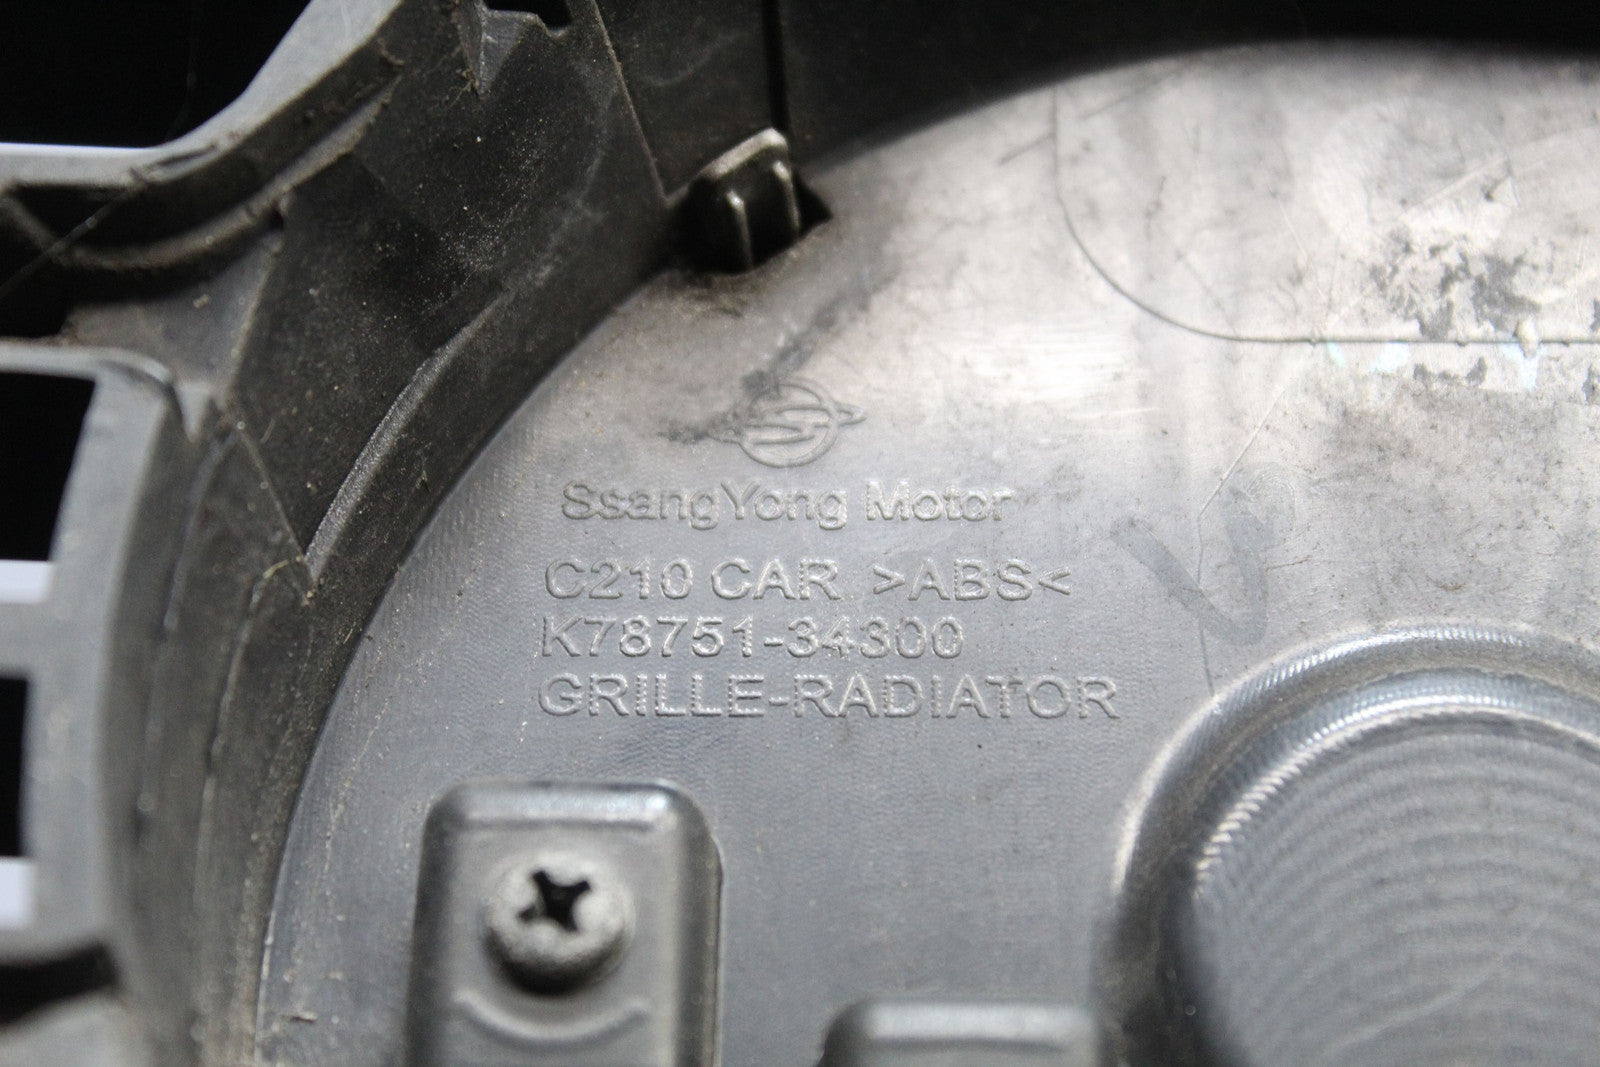 SsangYong Motor
C210 CAR >ABS<
K78751-34300
GRILLE-RADIATOR